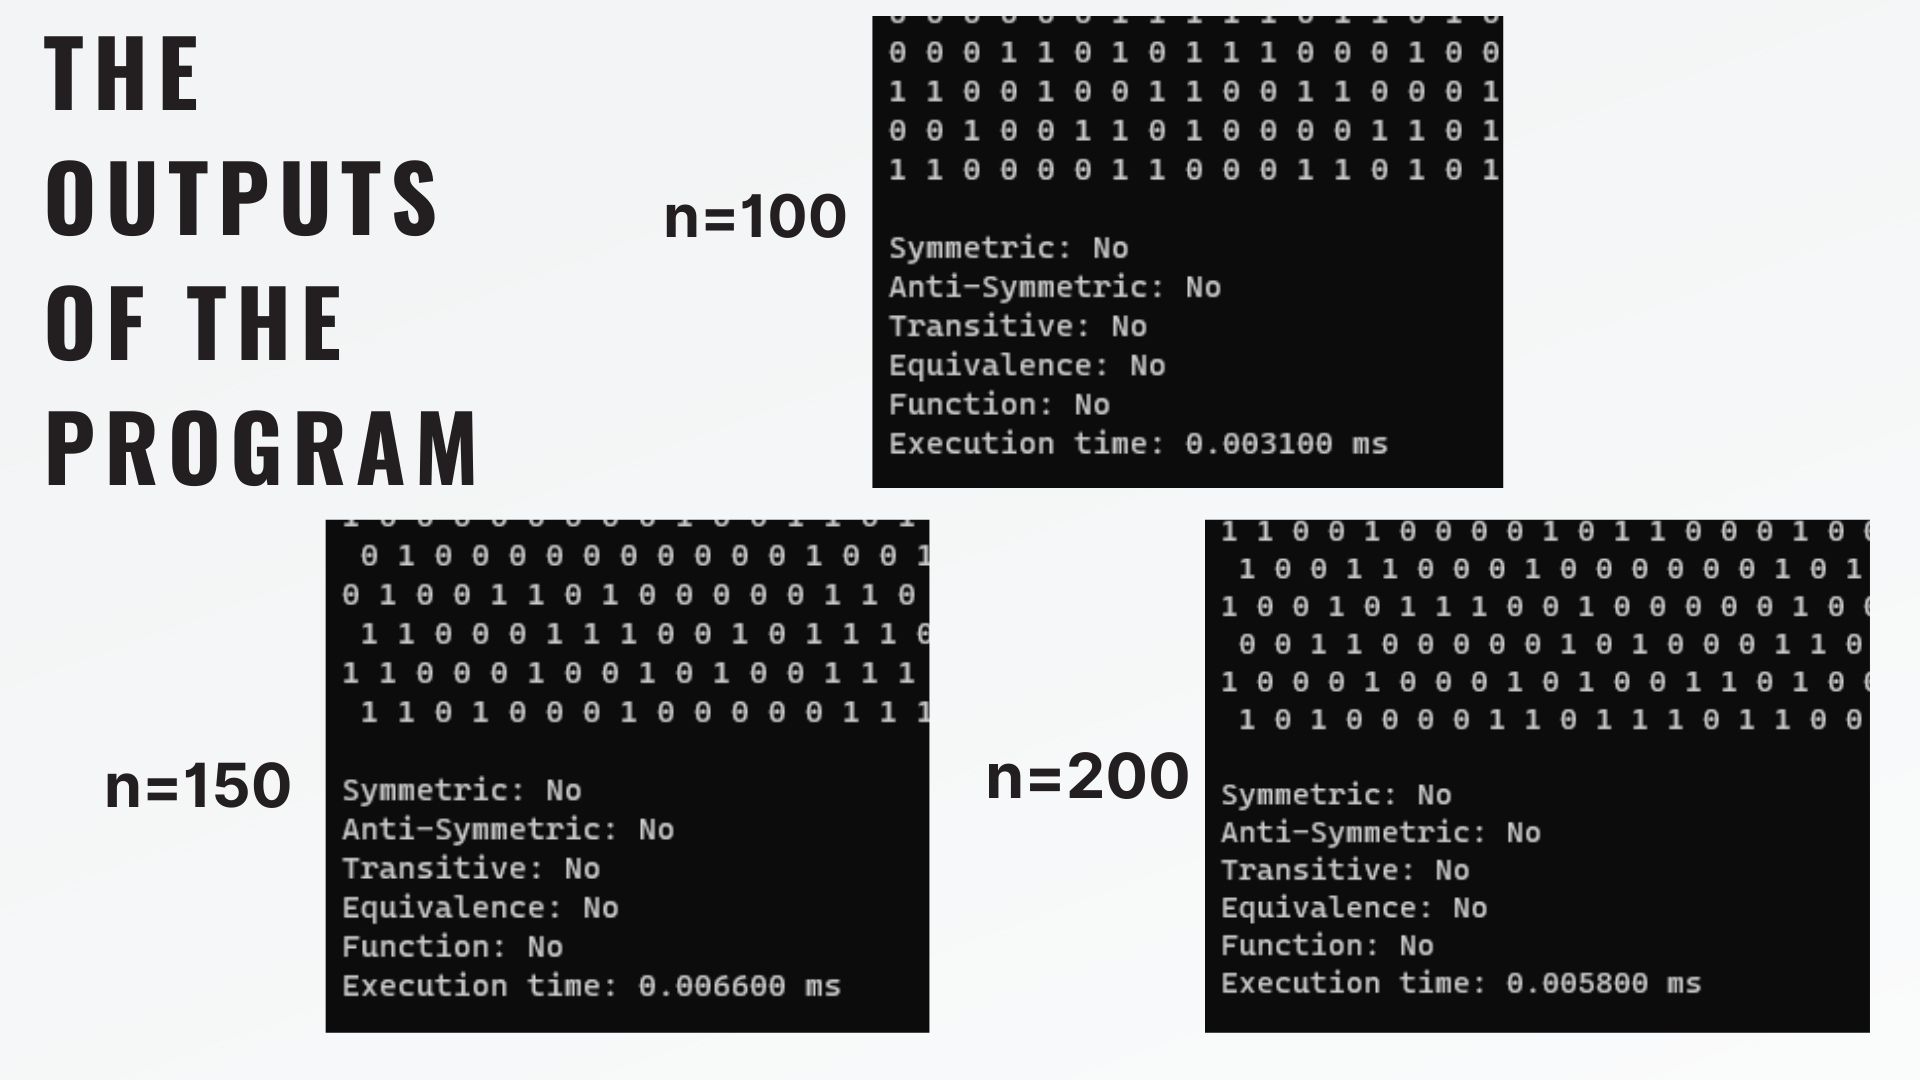 THE
OUTPUTS
OF THE
PROGRAM
n=100
0 0 0 1 1 0 1 0 1 1 1 0 0 0 1 0 0
1 1 0 0 1 0 0 1 1 0 0 1 1 0 0 0 1
0 0 1 0 0 1 1 0 1 0 0 0 0 1 1 0 1
1 1 0 0 0 0 1 1 0 0 0 1 1 0 1 0 1
Symmetric: No
Anti-Symmetric: No
Transitive: No
Equivalence: No
Function: No
Execution time: 0.003100 ms
n=150
0 1 0 0 0 0 0 0 0 0 0 0 1 0 0 1
0 1 0 0 1 1 0 1 0 0 0 0 0 1 1 0
1 1 0 0 0 1 1 1 0 0 1 0 1 1 1 0
1 1 0 0 0 1 0 0 1 0 1 0 0 1 1 1
1 1 0 1 0 0 0 1 0 0 0 0 0 1 1 1
Symmetric: No
Anti-Symmetric: No
Transitive: No
Equivalence: No
Function: No
Execution time: 0.006600 ms
n=200
1 1 0 0 1 0 0 0 0 1 0 1 1 0 0 0 1 0 0
1 0 0 1 1 0 0 0 1 0 0 0 0 0 0 1 0 1
1 0 0 1 0 1 1 1 0 0 1 0 0 0 0 0 1 0 0
0 0 1 1 0 0 0 0 0 1 0 1 0 0 0 1 1 0
1 0 0 0 1 0 0 0 1 0 1 0 0 1 1 0 1 0 0
1 0 1 0 0 0 0 1 1 0 1 1 1 0 1 1 0 0
Symmetric: No
Anti-Symmetric: No
Transitive: No
Equivalence: No
Function: No
Execution time: 0.005800 ms